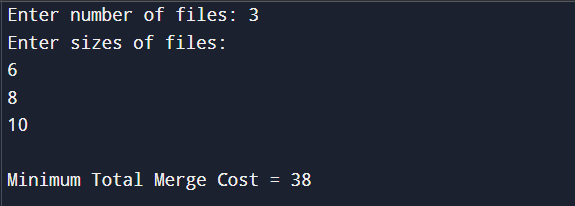 Enter number of files: 3
Enter sizes of files:
6
8
10
Minimum Total Merge Cost = 38